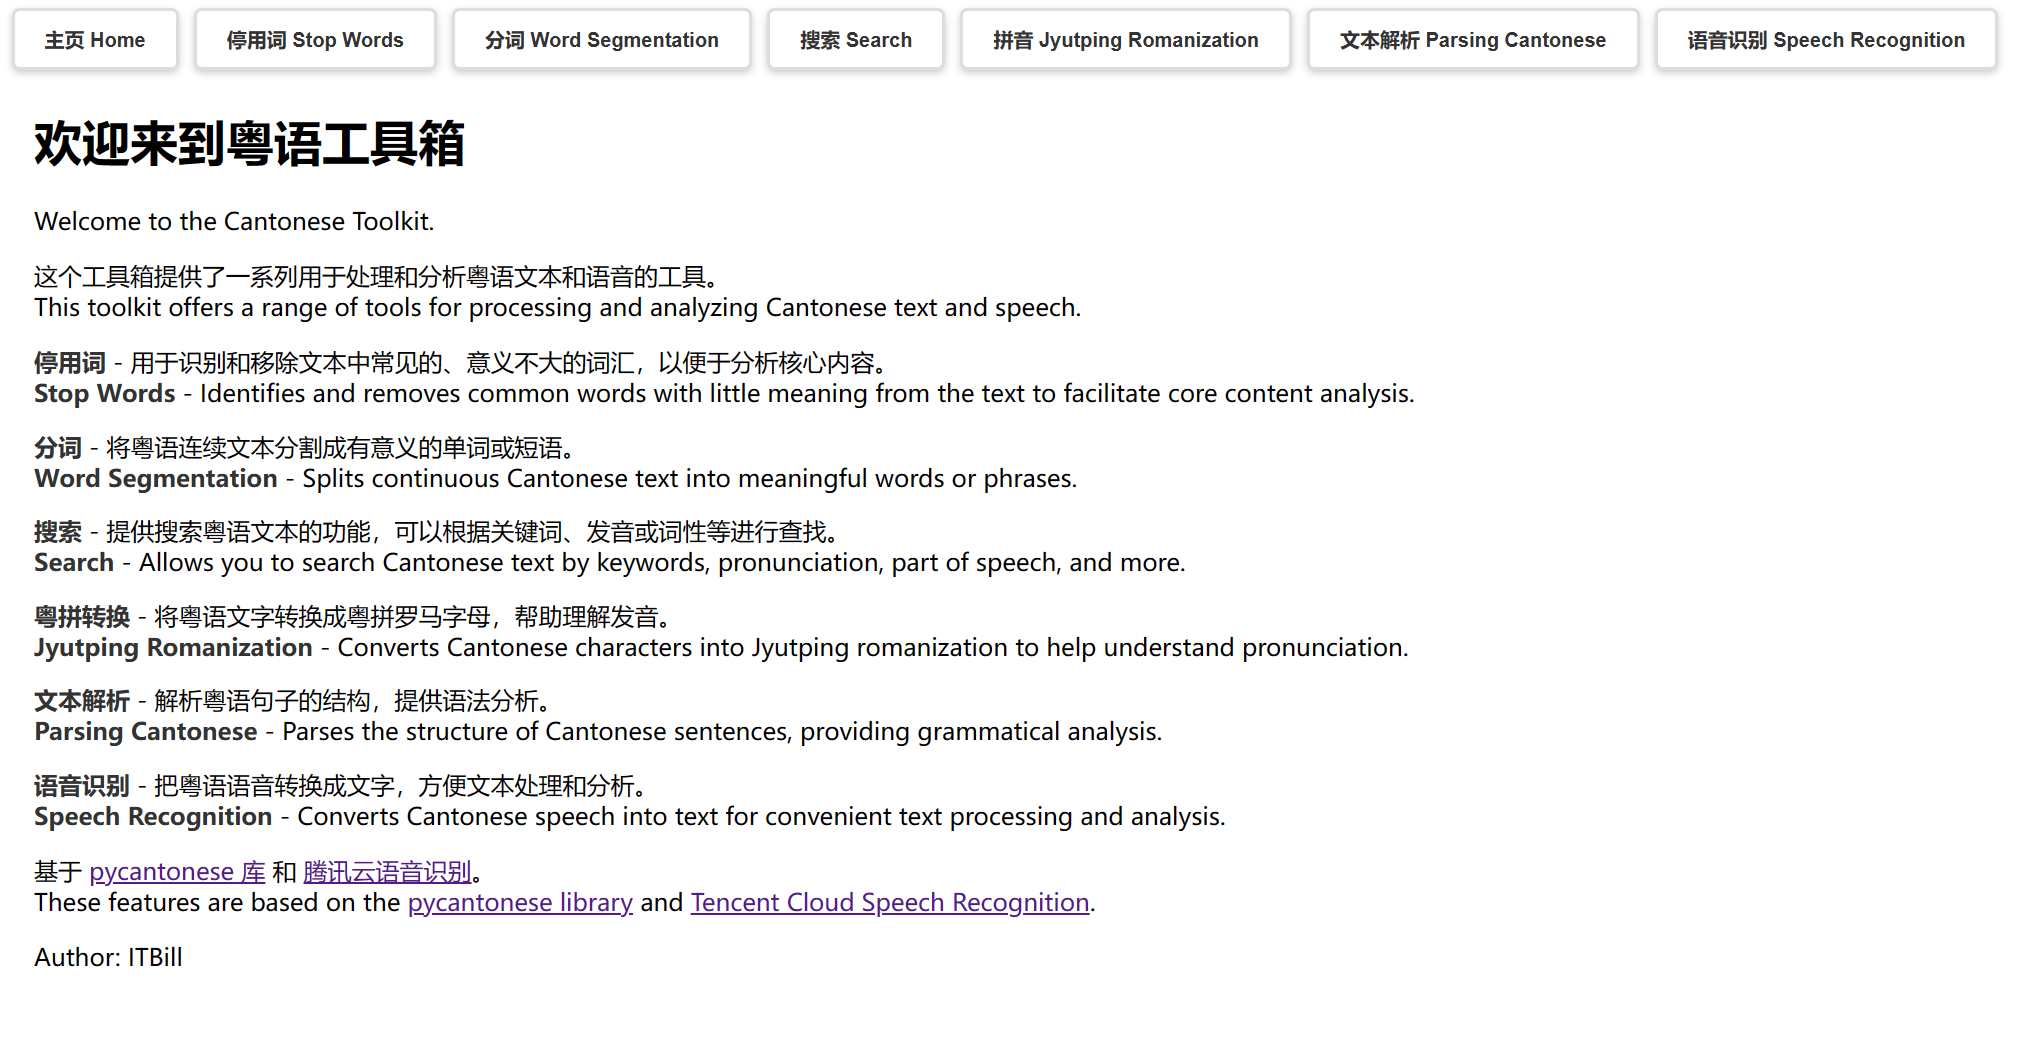 主页 Home
停用词 Stop Words
分词 Word Segmentation
搜索 Search
拼音 Jyutping Romanization
文本解析 Parsing Cantonese
语音识别 Speech Recognition
欢迎来到粤语工具箱
Welcome to the Cantonese Toolkit.
这个工具箱提供了一系列用于处理和分析粤语文本和语音的工具。
This toolkit offers a range of tools for processing and analyzing Cantonese text and speech.
停用词 - 用于识别和移除文本中常见的、意义不大的词汇，以便于分析核心内容。
Stop Words - Identifies and removes common words with little meaning from the text to facilitate core content analysis.
分词 - 将粤语连续文本分割成有意义的单词或短语。
Word Segmentation - Splits continuous Cantonese text into meaningful words or phrases.
搜索 - 提供搜索粤语文本的功能，可以根据关键词、发音或词性等进行查找。
Search - Allows you to search Cantonese text by keywords, pronunciation, part of speech, and more.
粤拼转换 - 将粤语文字转换成粤拼罗马字母，帮助理解发音。
Jyutping Romanization - Converts Cantonese characters into Jyutping romanization to help understand pronunciation.
文本解析 - 解析粤语句子的结构，提供语法分析。
Parsing Cantonese - Parses the structure of Cantonese sentences, providing grammatical analysis.
语音识别 - 把粤语语音转换成文字，方便文本处理和分析。
Speech Recognition - Converts Cantonese speech into text for convenient text processing and analysis.
基于 pycantonese 库 和 腾讯云语音识别。
These features are based on the pycantonese library and Tencent Cloud Speech Recognition.
Author: ITBill